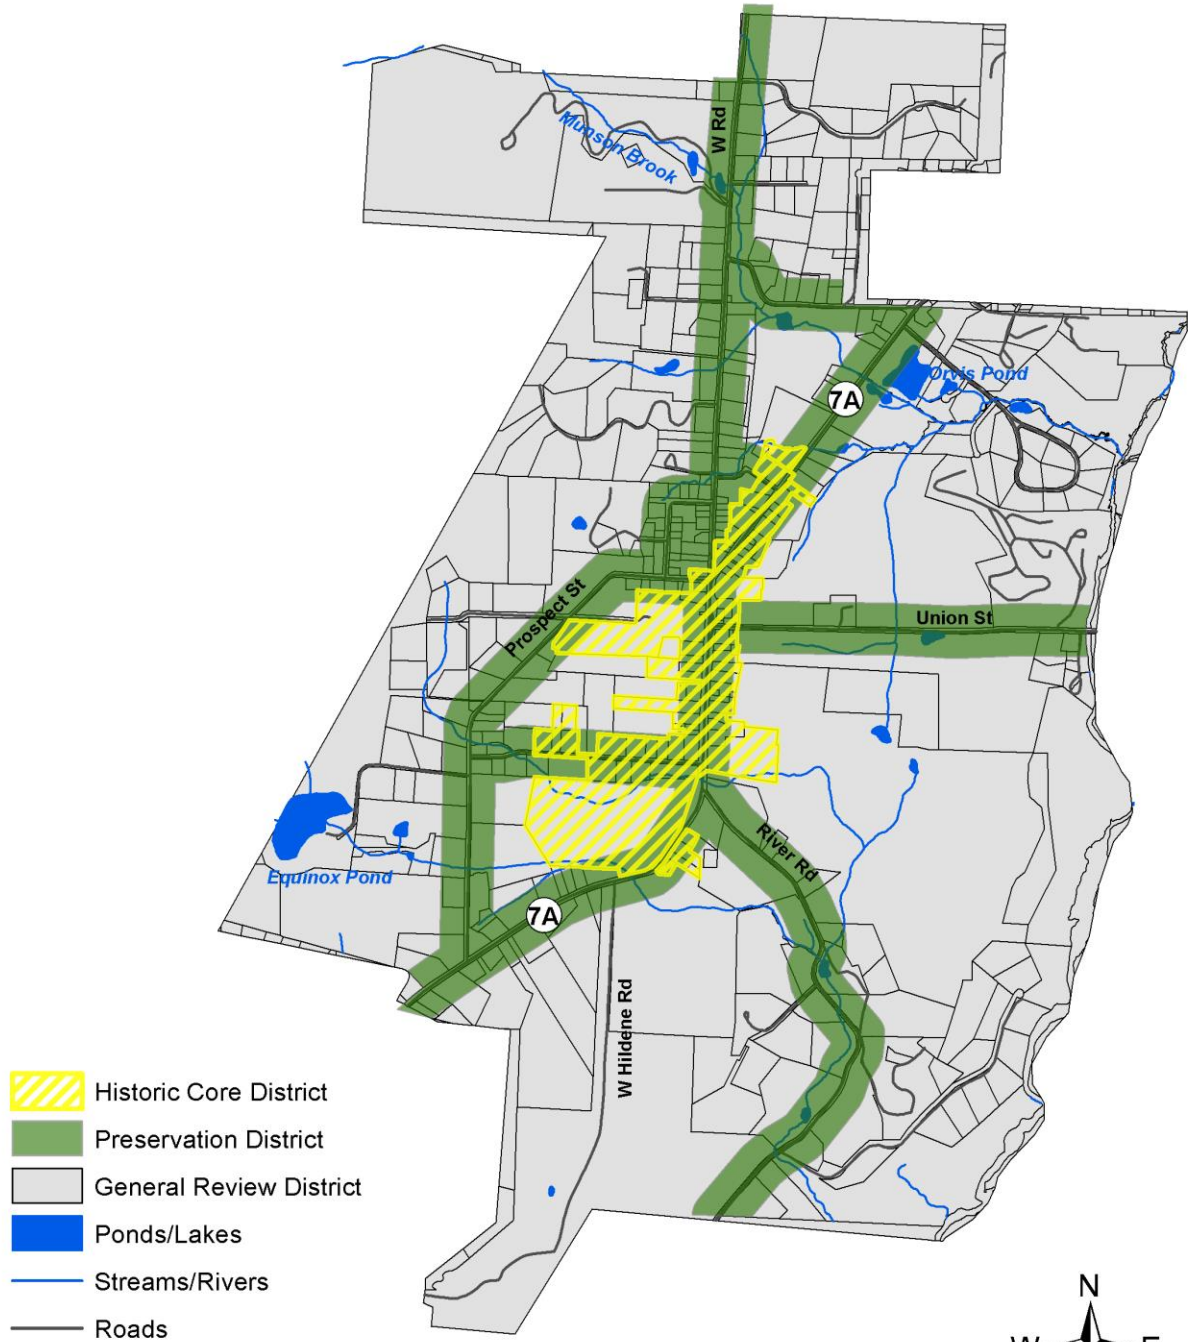 W Rd
Munson Brook
Orvis Pond
7A
Union St
Prospect St
River Rd
Equinox Pond
7A
W Hildene Rd
Historic Core District
Preservation District
General Review District
Ponds/Lakes
Streams/Rivers
Roads
N
W E